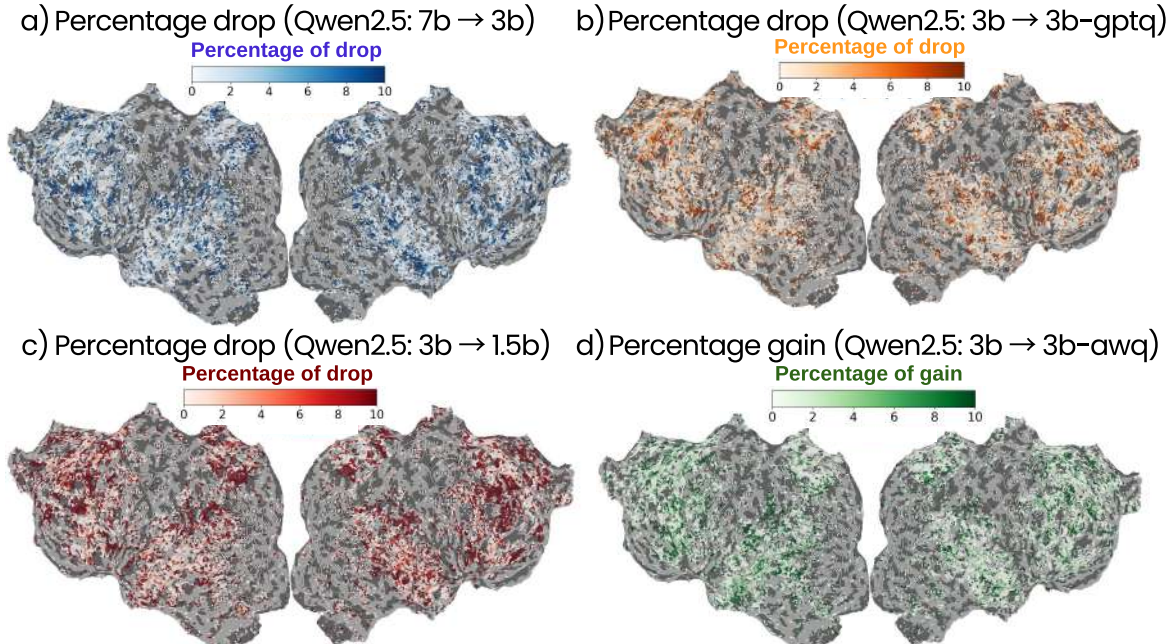 a) Percentage drop (Qwen2.5: 7b → 3b)
Percentage of drop
0 2 4 6 8 10
b) Percentage drop (Qwen2.5: 3b → 3b-gptq)
Percentage of drop
0 2 4 6 8 10
c) Percentage drop (Qwen2.5: 3b → 1.5b)
Percentage of drop
0 2 4 6 8 10
d) Percentage gain (Qwen2.5: 3b → 3b-awq)
Percentage of gain
0 2 4 6 8 10